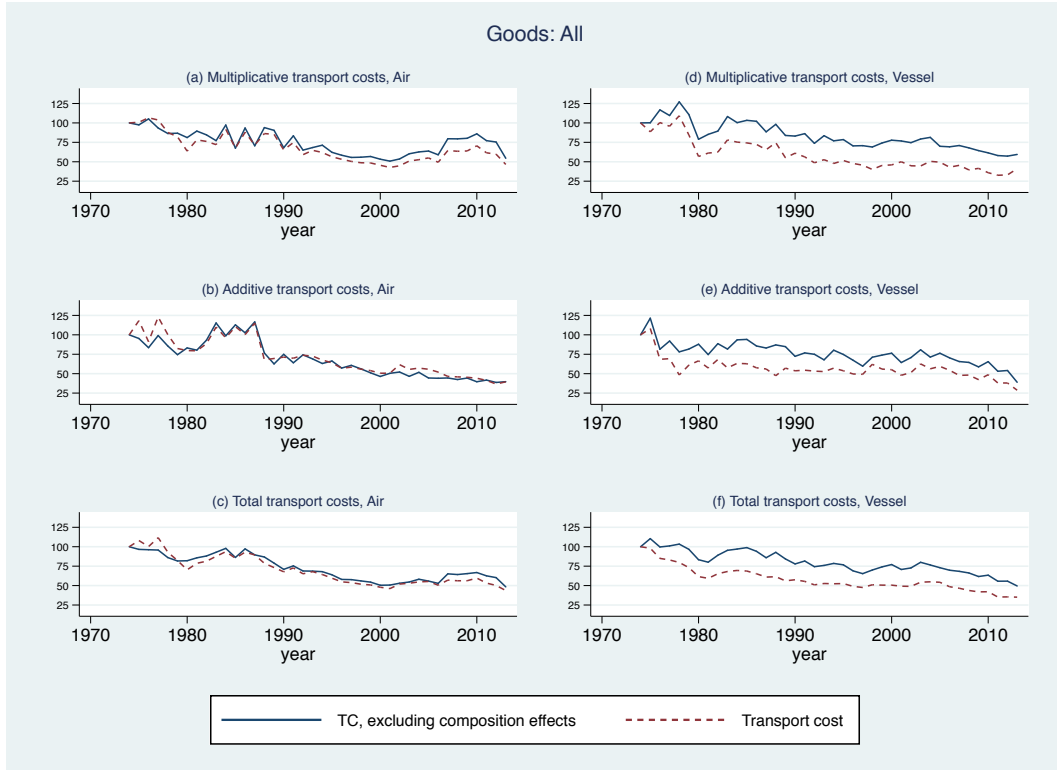 Goods: All
(a) Multiplicative transport costs, Air
125
100
75
50
25
1970 1980 1990 2000 2010
year
(d) Multiplicative transport costs, Vessel
125
100
75
50
25
1970 1980 1990 2000 2010
year
(b) Additive transport costs, Air
125
100
75
50
25
1970 1980 1990 2000 2010
year
(e) Additive transport costs, Vessel
125
100
75
50
25
1970 1980 1990 2000 2010
year
(c) Total transport costs, Air
125
100
75
50
25
1970 1980 1990 2000 2010
year
(f) Total transport costs, Vessel
125
100
75
50
25
1970 1980 1990 2000 2010
year
TC, excluding composition effects Transport cost